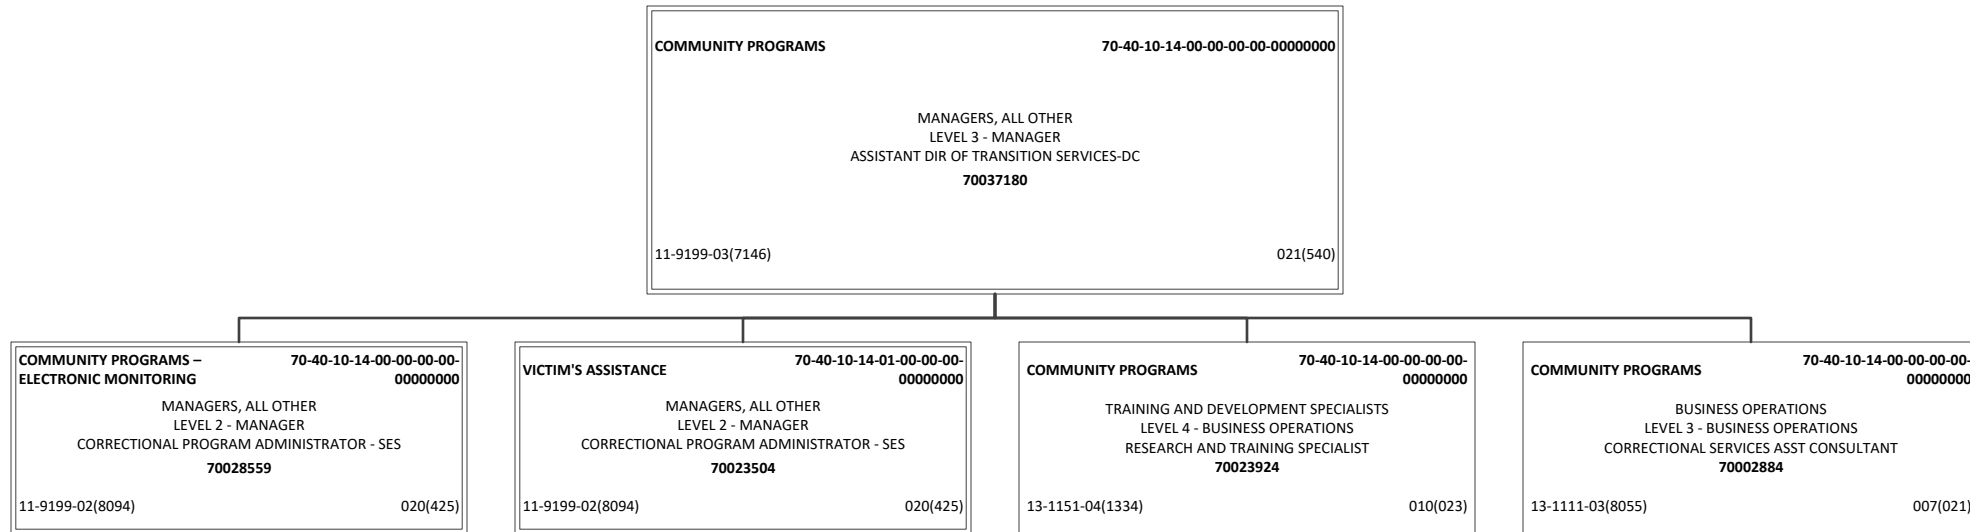 COMMUNITY PROGRAMS 70-40-10-14-00-00-00-00-00000000
MANAGERS, ALL OTHER
LEVEL 3 - MANAGER
ASSISTANT DIR OF TRANSITION SERVICES-DC
70037180
11-9199-03(7146) 021(540)
COMMUNITY PROGRAMS – 70-40-10-14-00-00-00-00-
ELECTRONIC MONITORING 00000000
MANAGERS, ALL OTHER
LEVEL 2 - MANAGER
CORRECTIONAL PROGRAM ADMINISTRATOR - SES
70028559
11-9199-02(8094) 020(425)
VICTIM'S ASSISTANCE 70-40-10-14-01-00-00-00-
00000000
MANAGERS, ALL OTHER
LEVEL 2 - MANAGER
CORRECTIONAL PROGRAM ADMINISTRATOR - SES
70023504
11-9199-02(8094) 020(425)
COMMUNITY PROGRAMS 70-40-10-14-00-00-00-00-
00000000
TRAINING AND DEVELOPMENT SPECIALISTS
LEVEL 4 - BUSINESS OPERATIONS
RESEARCH AND TRAINING SPECIALIST
70023924
13-1151-04(1334) 010(023)
COMMUNITY PROGRAMS 70-40-10-14-00-00-00-00-
00000000
BUSINESS OPERATIONS
LEVEL 3 - BUSINESS OPERATIONS
CORRECTIONAL SERVICES ASST CONSULTANT
70002884
13-1111-03(8055) 007(021)